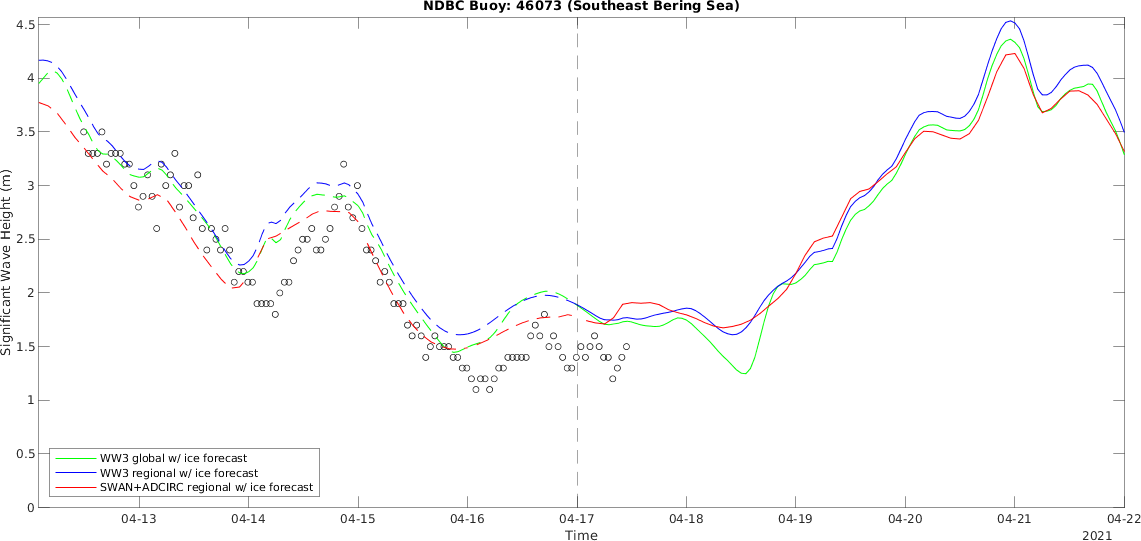 NDBC Buoy: 46073 (Southeast Bering Sea)
4.5
4
3.5
3
2.5
2
1.5
1
0.5
0
Significant Wave Height (m)
WW3 global w/ ice forecast
WW3 regional w/ ice forecast
SWAN+ADCIRC regional w/ ice forecast
04-13 04-14 04-15 04-16 04-17 04-18 04-19 04-20 04-21 04-22
Time
2021